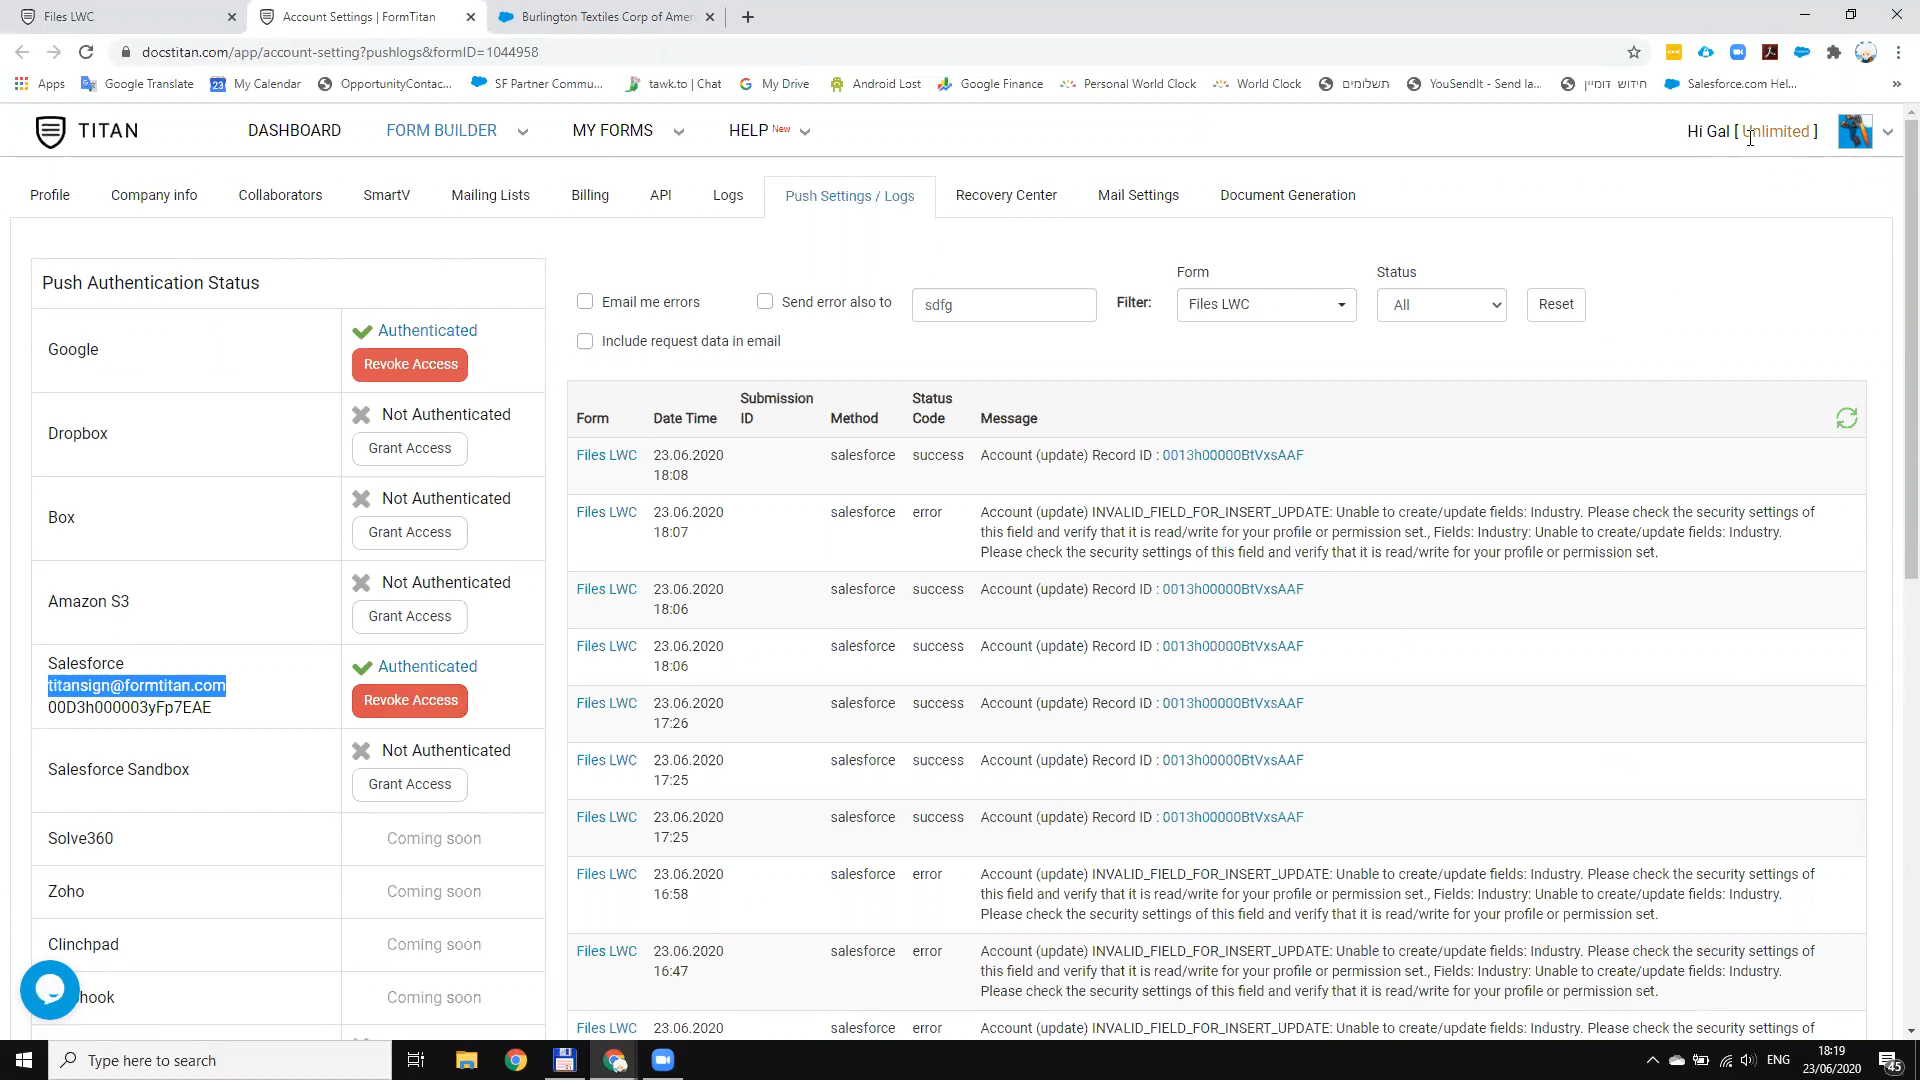 Files LWC
Account Settings | FormTitan
Burlington Textiles Corp of Amer
docstitan.com/app/account-setting?pushlogs&formID=1044958
Apps
Google Translate
23
My Calendar
OpportunityContac...
SF Partner Commu...
tawk.to | Chat
My Drive
Android Lost
Google Finance
Personal World Clock
World Clock
תשלומים
YouSendIt - Send la...
חידוש דומיין
Salesforce.com Hel...
»
TITAN
DASHBOARD
FORM BUILDER
MY FORMS
HELP New
Hi Gal [ Unlimited ]
Profile
Company info
Collaborators
SmartV
Mailing Lists
Billing
API
Logs
Push Settings / Logs
Recovery Center
Mail Settings
Document Generation
Push Authentication Status
Google
Authenticated
Revoke Access
Dropbox
Not Authenticated
Grant Access
Box
Not Authenticated
Grant Access
Amazon S3
Not Authenticated
Grant Access
Salesforce
titansign@formtitan.com
00D3h000003yFp7EAE
Authenticated
Revoke Access
Salesforce Sandbox
Not Authenticated
Grant Access
Solve360
Coming soon
Zoho
Coming soon
Clinchpad
Coming soon
hook
Coming soon
Email me errors
Send error also to
sdfg
Include request data in email
Filter:
Form
Files LWC
Status
All
Reset
Form
Date Time
Submission
ID
Method
Status
Code
Message
Files LWC
23.06.2020
18:08
salesforce
success
Account (update) Record ID : 0013h00000BtVxsAAF
Files LWC
23.06.2020
18:07
salesforce
error
Account (update) INVALID_FIELD_FOR_INSERT_UPDATE: Unable to create/update fields: Industry. Please check the security settings of
this field and verify that it is read/write for your profile or permission set., Fields: Industry: Unable to create/update fields: Industry.
Please check the security settings of this field and verify that it is read/write for your profile or permission set.
Files LWC
23.06.2020
18:06
salesforce
success
Account (update) Record ID : 0013h00000BtVxsAAF
Files LWC
23.06.2020
18:06
salesforce
success
Account (update) Record ID : 0013h00000BtVxsAAF
Files LWC
23.06.2020
17:26
salesforce
success
Account (update) Record ID : 0013h00000BtVxsAAF
Files LWC
23.06.2020
17:25
salesforce
success
Account (update) Record ID : 0013h00000BtVxsAAF
Files LWC
23.06.2020
17:25
salesforce
success
Account (update) Record ID : 0013h00000BtVxsAAF
Files LWC
23.06.2020
16:58
salesforce
error
Account (update) INVALID_FIELD_FOR_INSERT_UPDATE: Unable to create/update fields: Industry. Please check the security settings of
this field and verify that it is read/write for your profile or permission set., Fields: Industry: Unable to create/update fields: Industry.
Please check the security settings of this field and verify that it is read/write for your profile or permission set.
Files LWC
23.06.2020
16:47
salesforce
error
Account (update) INVALID_FIELD_FOR_INSERT_UPDATE: Unable to create/update fields: Industry. Please check the security settings of
this field and verify that it is read/write for your profile or permission set., Fields: Industry: Unable to create/update fields: Industry.
Please check the security settings of this field and verify that it is read/write for your profile or permission set.
Files LWC
23.06.2020
salesforce
error
Account (update) INVALID_FIELD_FOR_INSERT_UPDATE: Unable to create/update fields: Industry. Please check the security settings of
Type here to search
ENG
18:19
23/06/2020
45